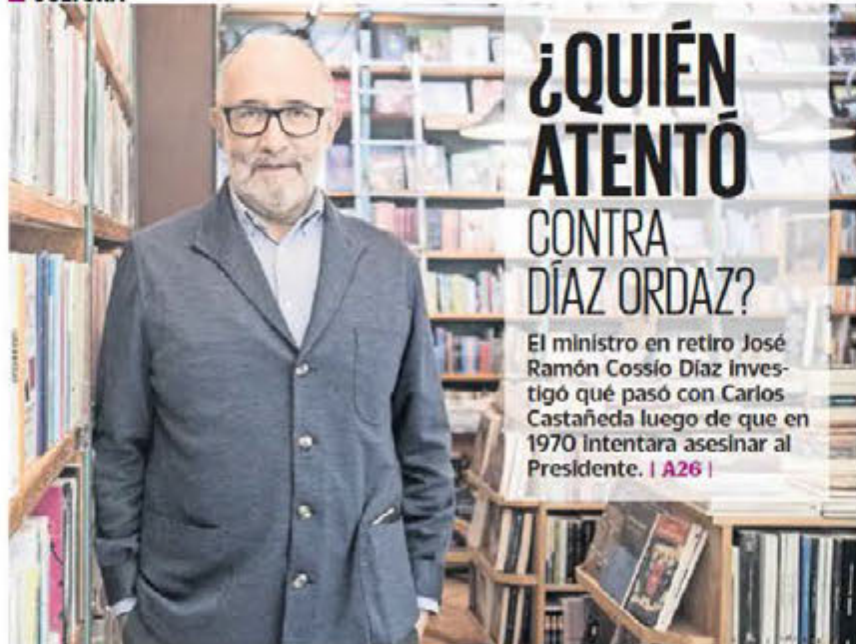 ¿QUIÉN
ATENTÓ
CONTRA
DÍAZ ORDAZ?
El ministro en retiro José
Ramón Cossío Díaz inves-
tigó qué pasó con Carlos
Castañeda luego de que en
1970 intentara asesinar al
Presidente. | A26 |